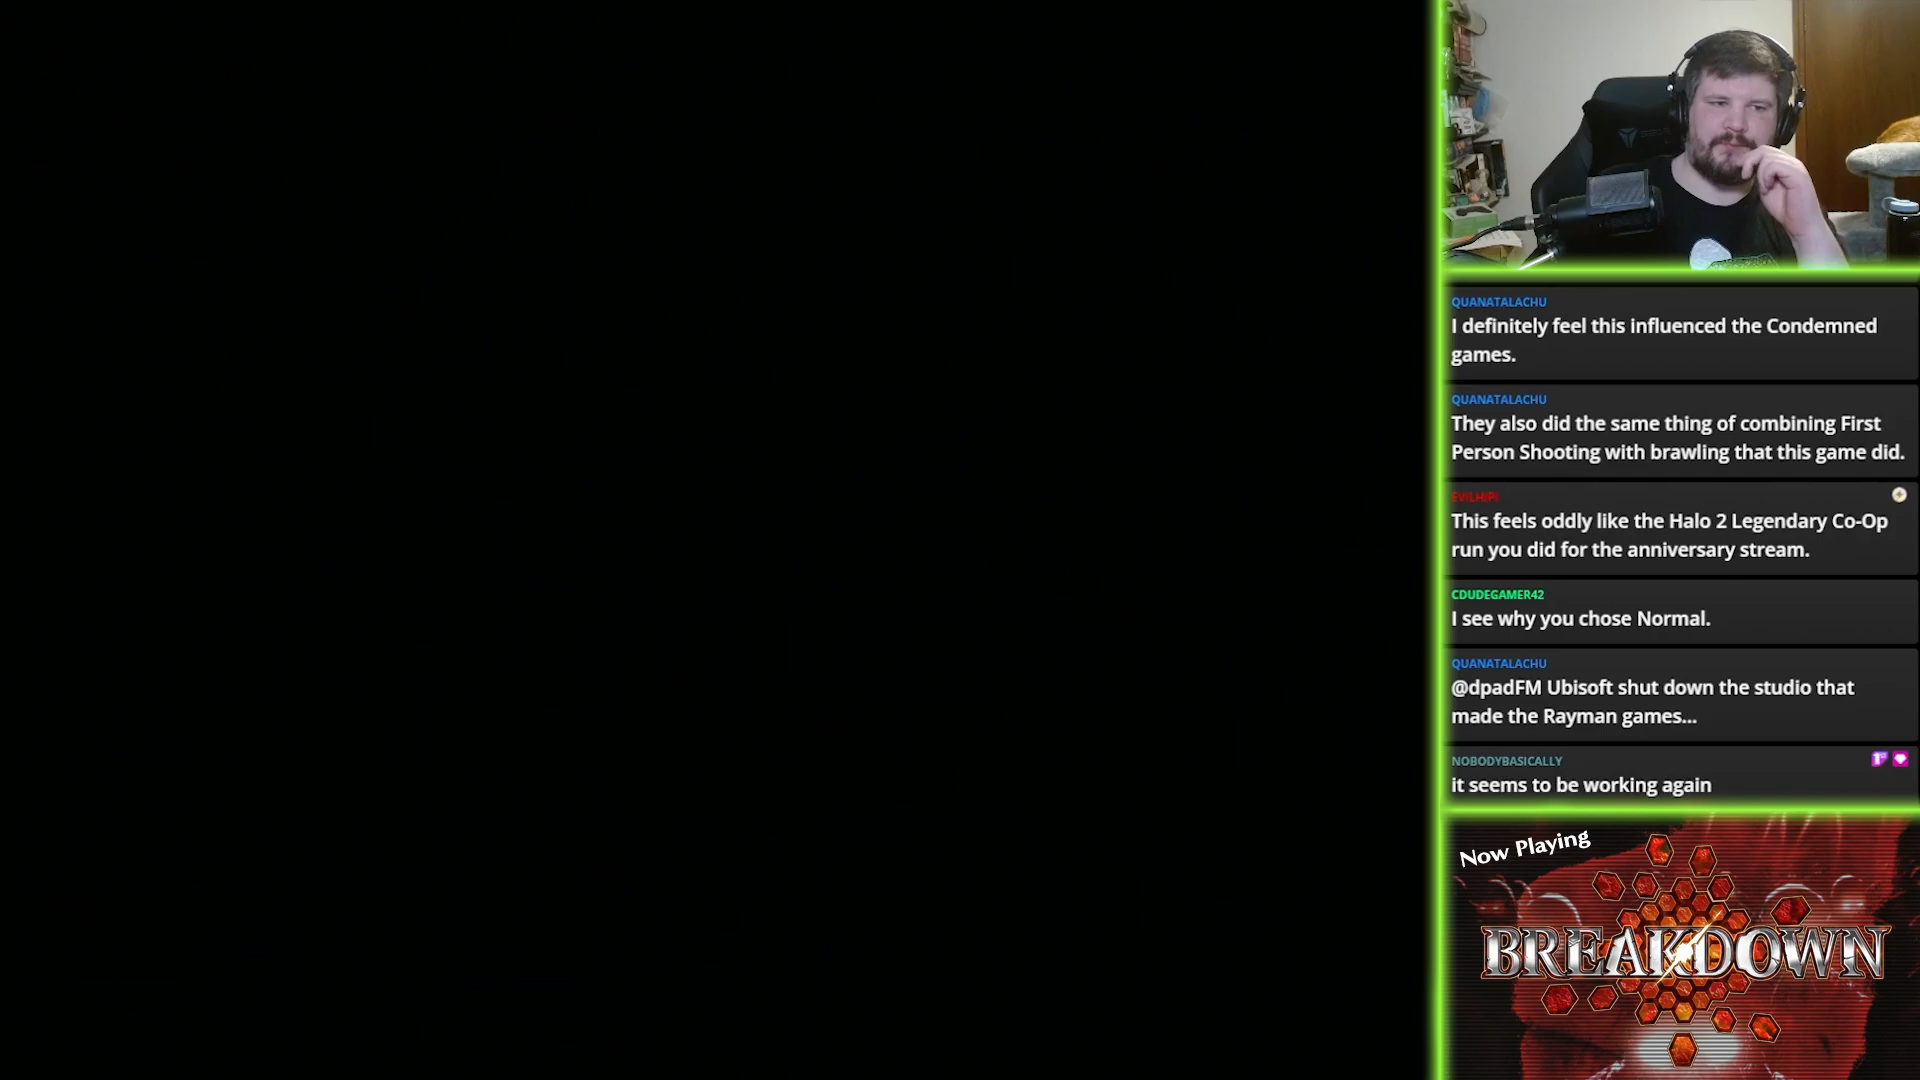 QUANATALACHU
I definitely feel this influenced the Condemned
games.
QUANATALACHU
They also did the same thing of combining First
Person Shooting with brawling that this game did.
EVILHIPI
This feels oddly like the Halo 2 Legendary Co-Op
run you did for the anniversary stream.
CDUDEGAMER42
I see why you chose Normal.
QUANATALACHU
@dpadFM Ubisoft shut down the studio that
made the Rayman games...
NOBODYBASICALLY
it seems to be working again
Now Playing
BREAKDOWN